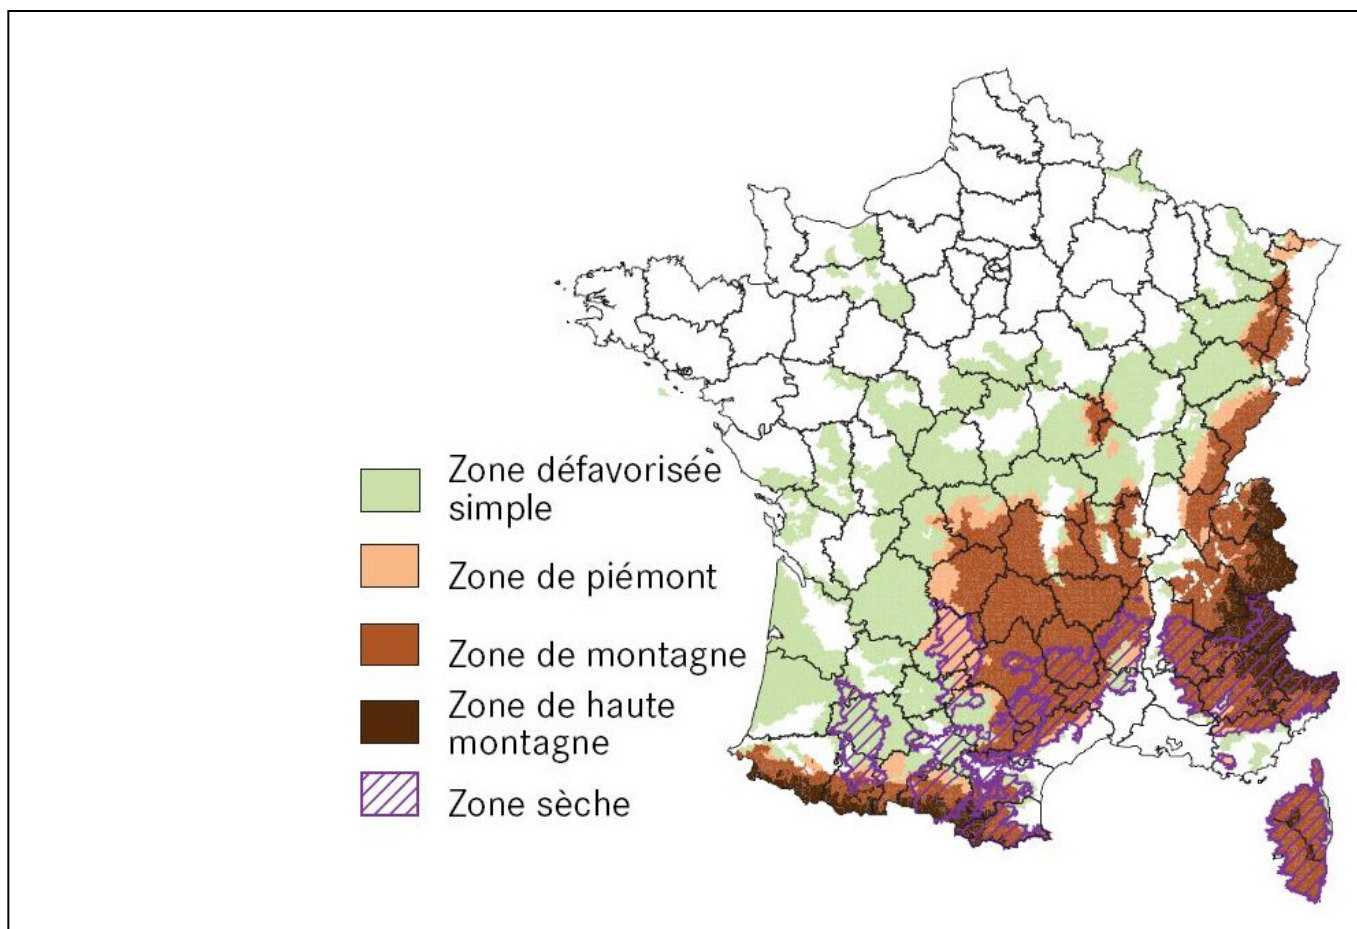 Zone défavorisée
simple
Zone de piémont
Zone de montagne
Zone de haute
montagne
Zone sèche